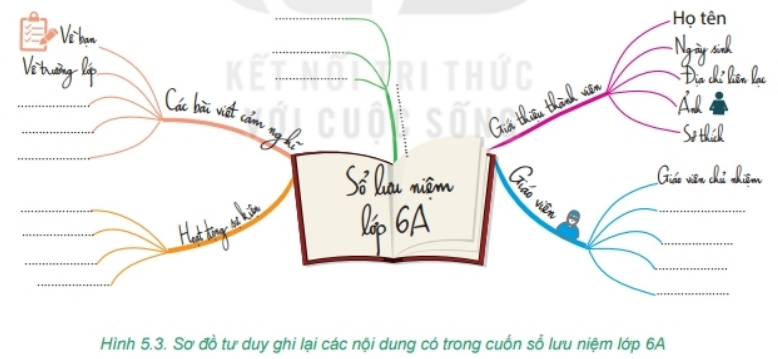 Về bạn
Về trường lớp
Các bài viết cảm nghĩ
Hoạt động sự kiện
Họ tên
Ngày sinh
Địa chỉ liên lạc
Ảnh
Sở thích
Giới thiệu thành viên
Giáo viên
Giáo viên chủ nhiệm
Sổ lưu niệm
lớp 6A
KẾT NỐI TRI THỨC
VỚI CUỘC SỐNG
Hình 5.3. Sơ đồ tư duy ghi lại các nội dung có trong cuốn sổ lưu niệm lớp 6A